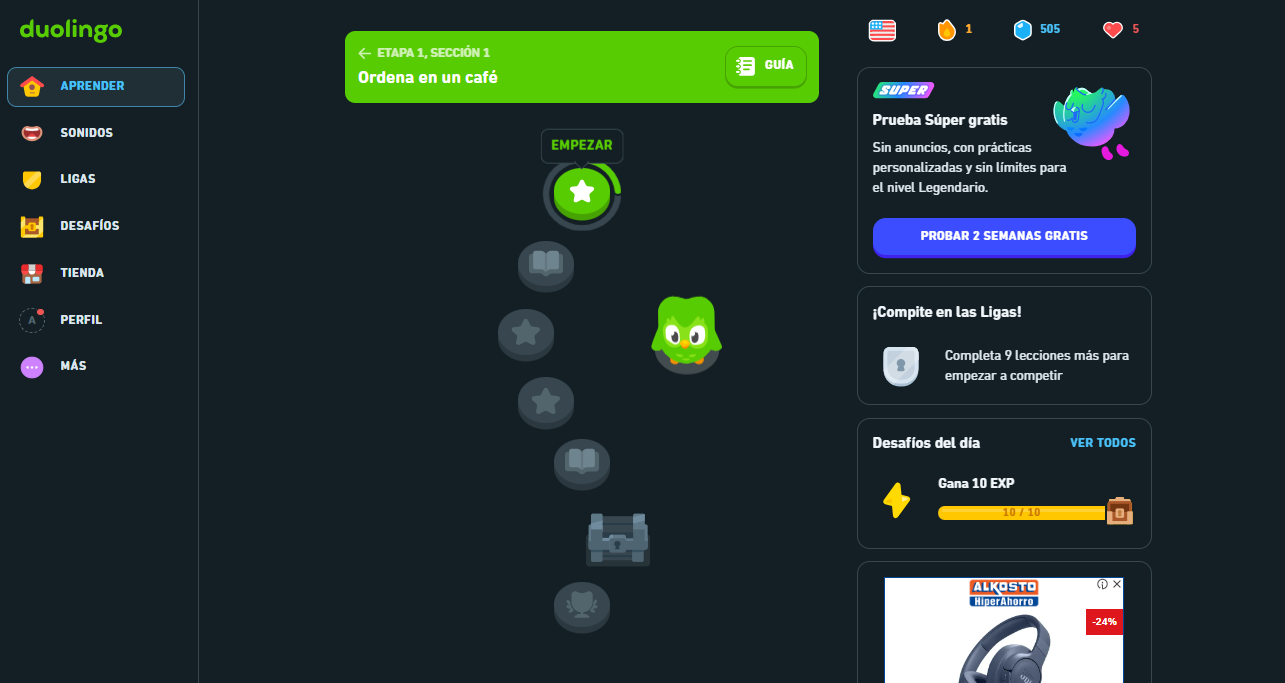 duolingo
APRENDER
SONIDOS
LIGAS
DESAFÍOS
TIENDA
A
PERFIL
MÁS
ETAPA 1, SECCIÓN 1
Ordena en un café
GUÍA
EMPEZAR
1
505
5
SUPER
Prueba Súper gratis
Sin anuncios, con prácticas
personalizadas y sin límites para
el nivel Legendario.
PROBAR 2 SEMANAS GRATIS
¡Compite en las Ligas!
Completa 9 lecciones más para
empezar a competir
Desafíos del día
VER TODOS
Gana 10 EXP
10 / 10
ALKOSTO
HiperAhorro
-24%